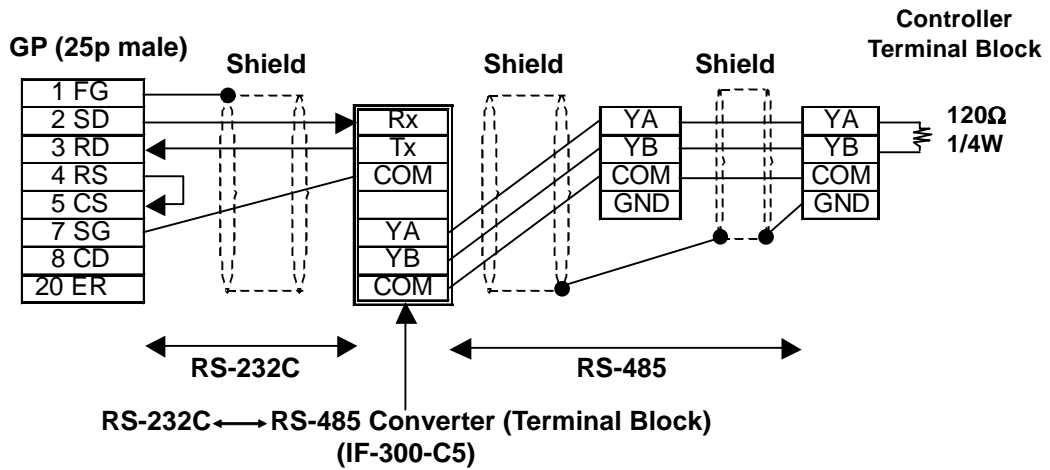 Controller
Terminal Block
GP (25p male)
Shield
Shield
Shield
1 FG
2 SD
3 RD
4 RS
5 CS
7 SG
8 CD
20 ER
Rx
Tx
COM
YA
YB
COM
YA
YB
COM
GND
YA
YB
COM
GND
120Ω
1/4W
RS-232C
RS-485
RS-232C ↔ RS-485 Converter (Terminal Block)
(IF-300-C5)